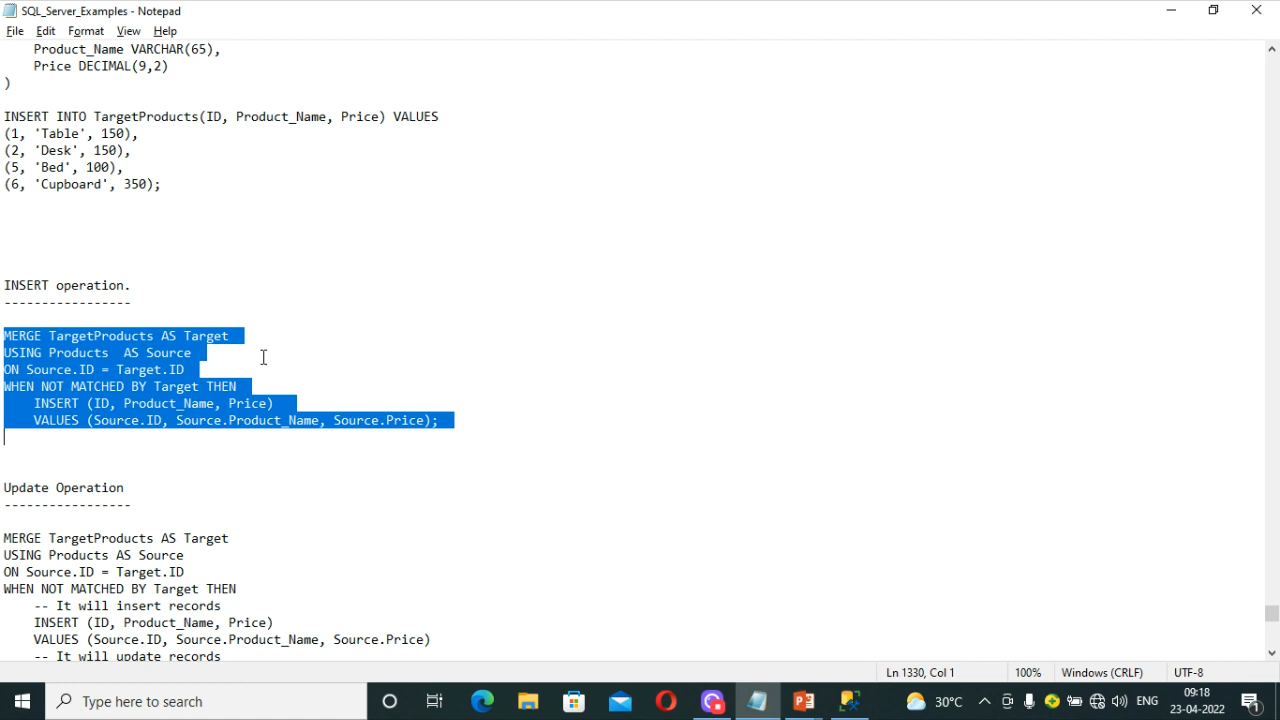 SQL_Server_Examples - Notepad
File Edit Format View Help
Product_Name VARCHAR(65),
Price DECIMAL(9,2)
)
INSERT INTO TargetProducts(ID, Product_Name, Price) VALUES
(1, 'Table', 150),
(2, 'Desk', 150),
(5, 'Bed', 100),
(6, 'Cupboard', 350);
INSERT operation.
-----------------
MERGE TargetProducts AS Target
USING Products  AS Source
ON Source.ID = Target.ID
WHEN NOT MATCHED BY Target THEN
INSERT (ID, Product_Name, Price)
VALUES (Source.ID, Source.Product_Name, Source.Price);
Update Operation
-----------------
MERGE TargetProducts AS Target
USING Products AS Source
ON Source.ID = Target.ID
WHEN NOT MATCHED BY Target THEN
-- It will insert records
INSERT (ID, Product_Name, Price)
VALUES (Source.ID, Source.Product_Name, Source.Price)
-- It will update records
Ln 1330, Col 1 100% Windows (CRLF) UTF-8
Type here to search 30°C ENG 09:18
23-04-2022 1